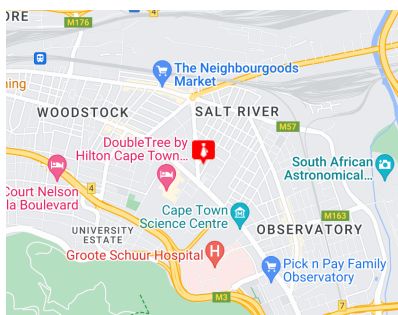 ORE
M176
The Neighbourgoods
Market
ning
WOODSTOCK
SALT RIVER
M57
DoubleTree by
Hilton Cape Town...
South African
Astronomical...
4
Court Nelson
la Boulevard
Cape Town
Science Centre
M163
UNIVERSITY
ESTATE
OBSERVATORY
Groote Schuur Hospital
H
Pick n Pay Family
Observatory
M3
7